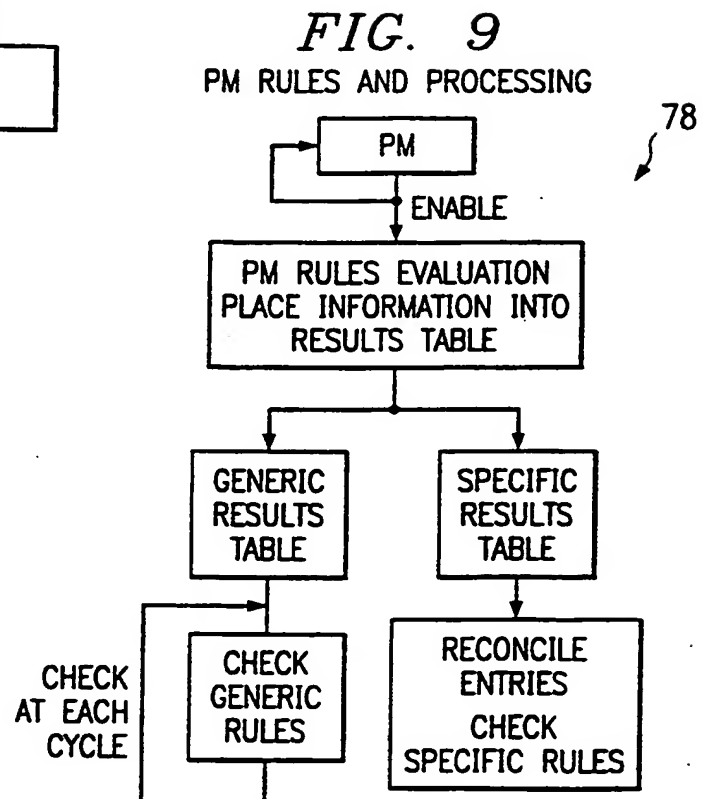 FIG. 9
PM RULES AND PROCESSING
78
PM
ENABLE
PM RULES EVALUATION
PLACE INFORMATION INTO
RESULTS TABLE
GENERIC
RESULTS
TABLE
SPECIFIC
RESULTS
TABLE
CHECK
AT EACH
CYCLE
CHECK
GENERIC
RULES
RECONCILE
ENTRIES
CHECK
SPECIFIC RULES